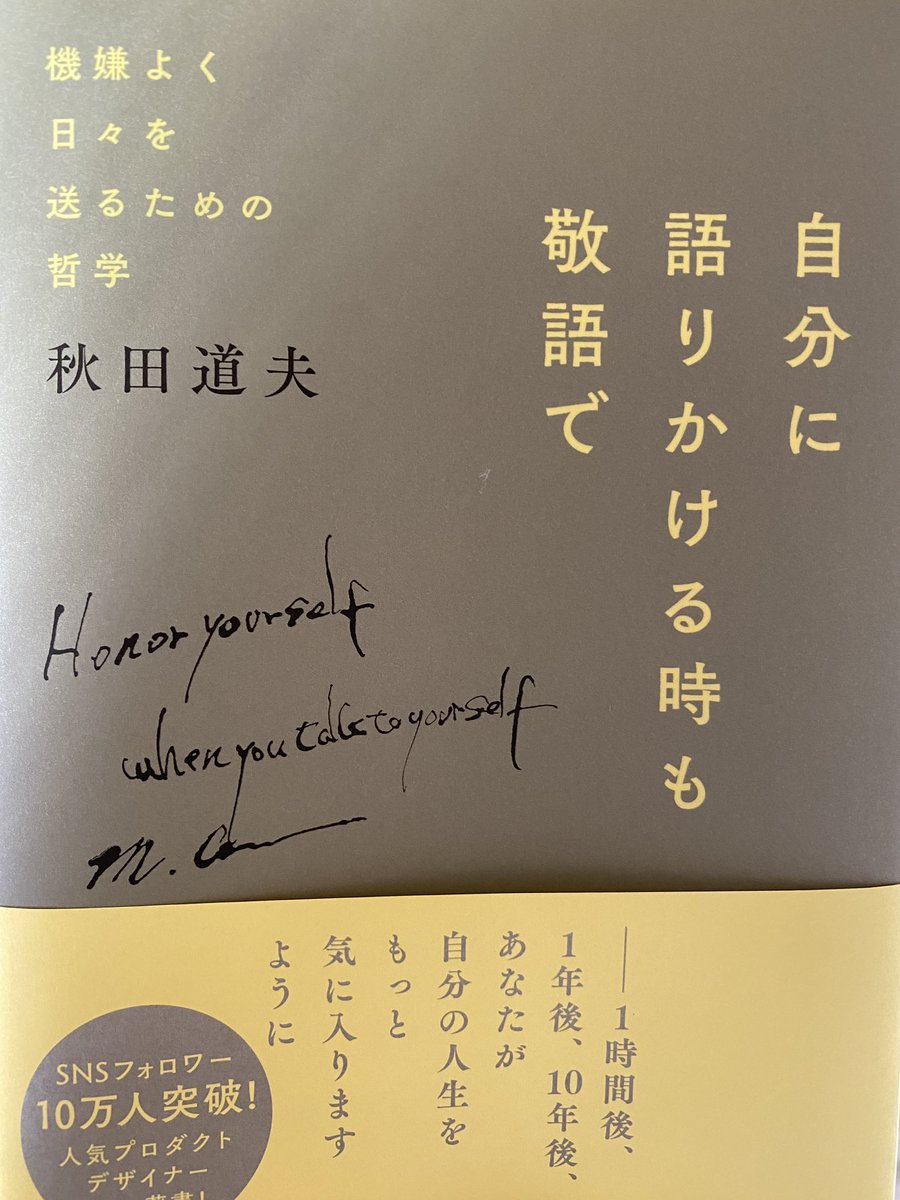 機嫌よく
日々を
送るための
哲学
秋田道夫
自分に
語りかける時も
敬語で
Honor yourself
when you talk to yourself
M.
――1時間後、
1年後、10年後、
あなたが
自分の人生を
もっと
気に入ります
ように
SNSフォロワー
10万人突破!
人気プロダクト
デザイナー